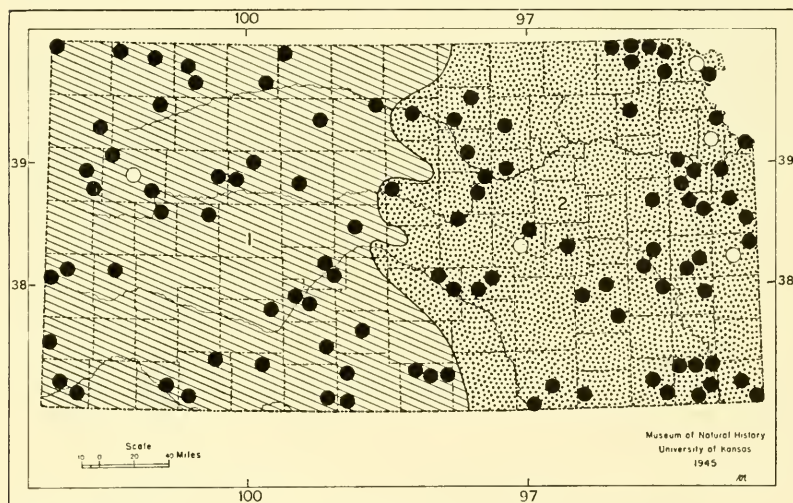 100 97
39 39
1 2
38 38
Scale
10 0 20 40 Miles
Museum of Natural History
University of Kansas
1945
100 97